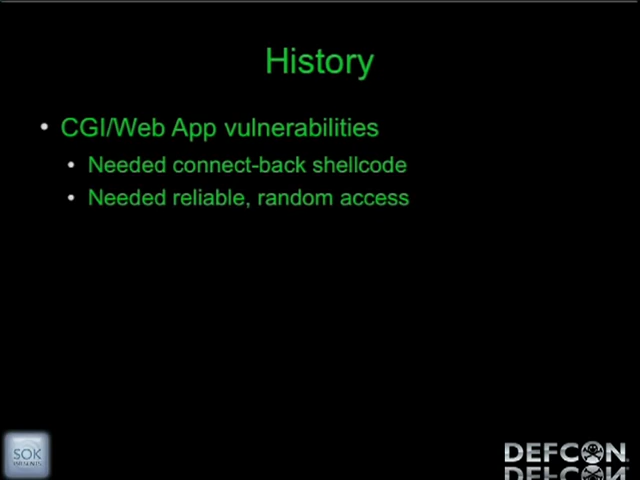 History
• CGI/Web App vulnerabilities
• Needed connect-back shellcode
• Needed reliable, random access
SOK
DEFCON